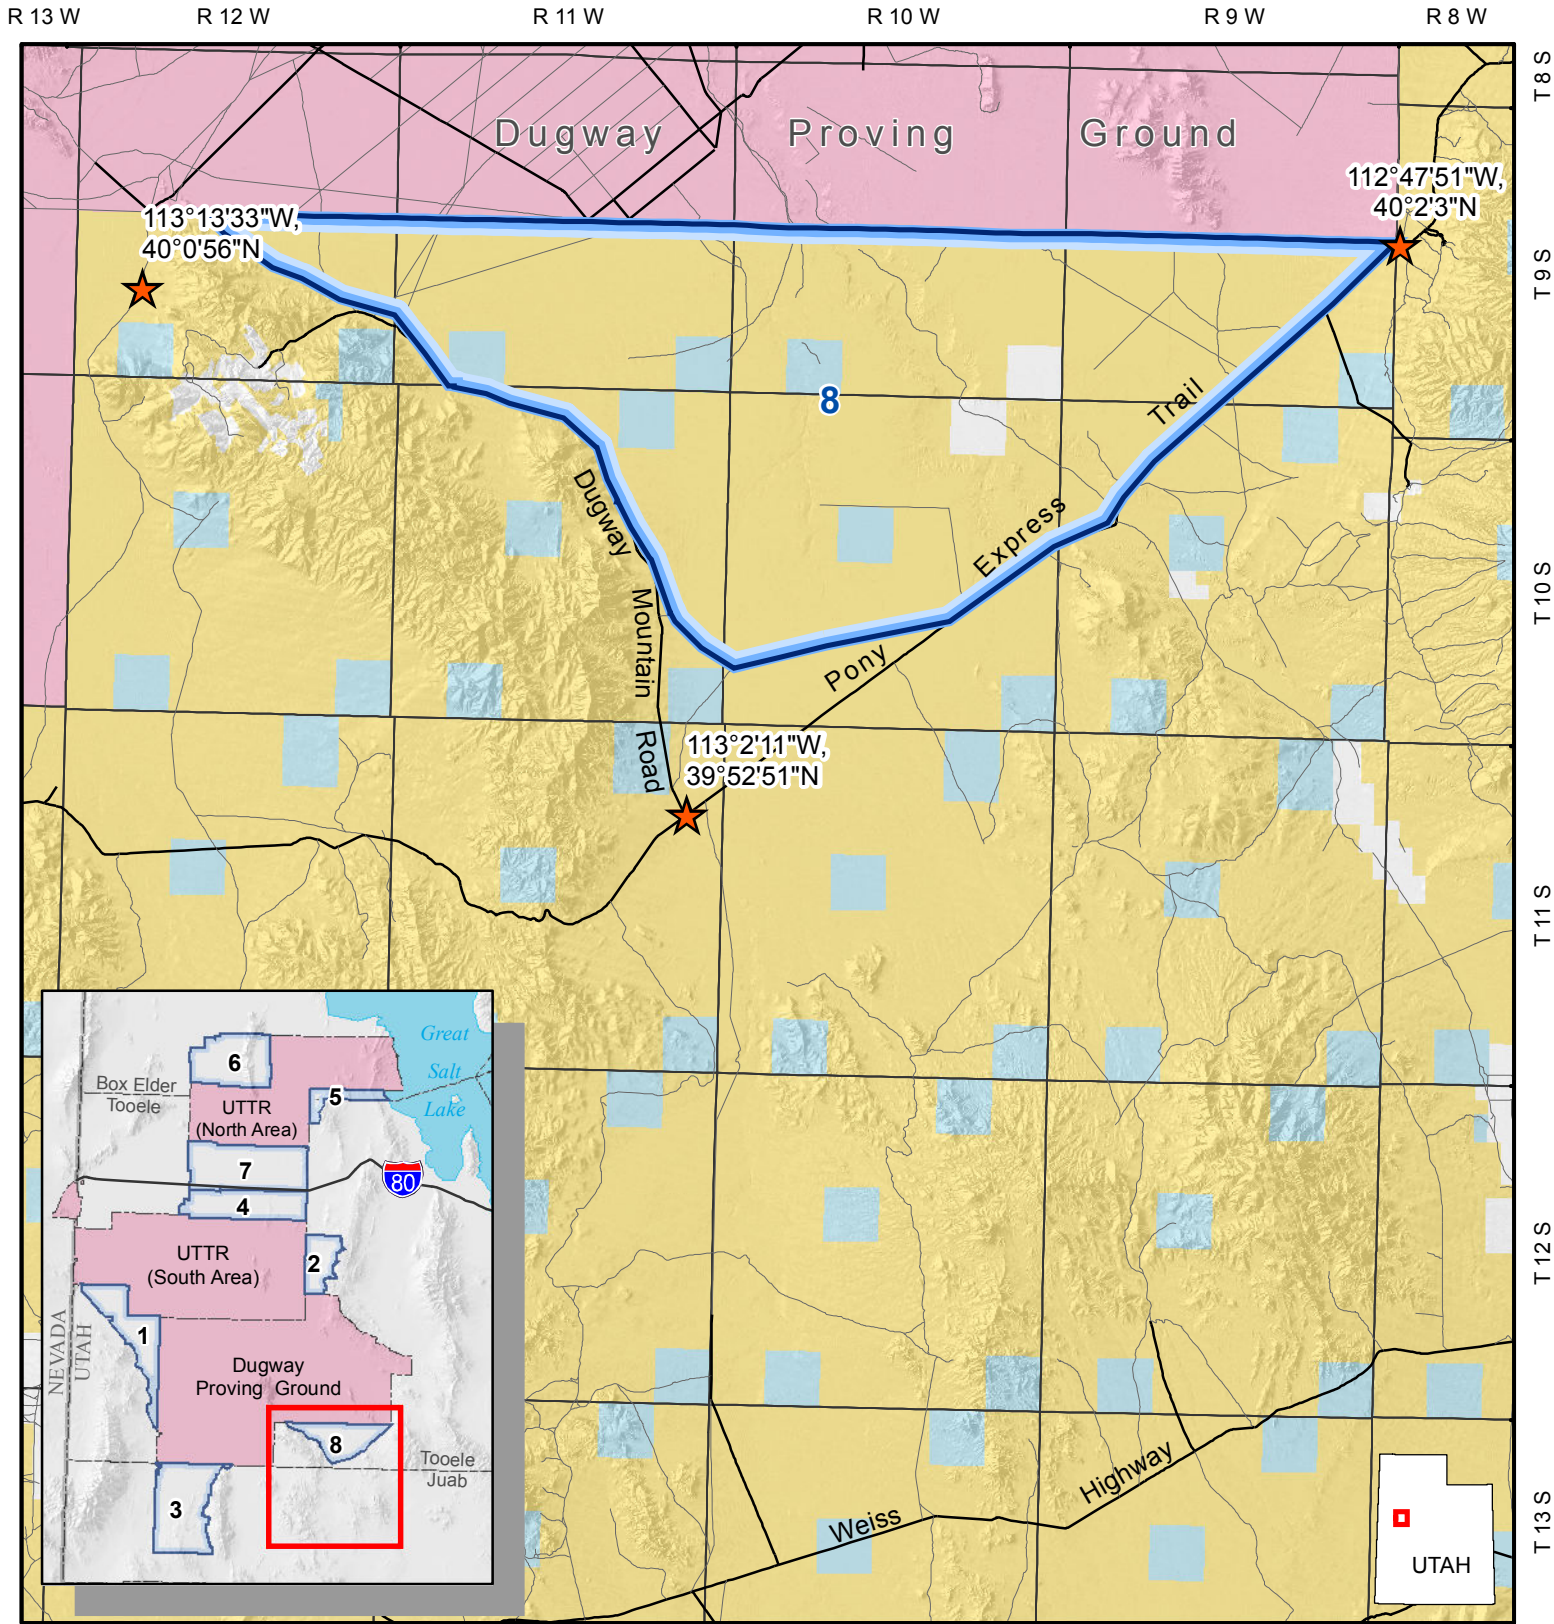 R 13 W
R 12 W
R 11 W
R 10 W
R 9 W
R 8 W
T 8 S
Dugway Proving Ground
112°47'51"W,
40°2'3"N
113°13'33"W,
40°0'56"N
T 9 S
8
Trail
Express
Pony
Dugway
Mountain
Road
T 10 S
113°2'11"W,
39°52'51"N
T 11 S
T 12 S
T 13 S
Weiss
Highway
Great
Salt
Lake
6
Box Elder
Tooele
5
UTTR
(North Area)
7
80
4
UTTR
(South Area)
2
1
NEVADA
UTAH
Dugway
Proving Ground
8
Tooele
Juab
3
UTAH